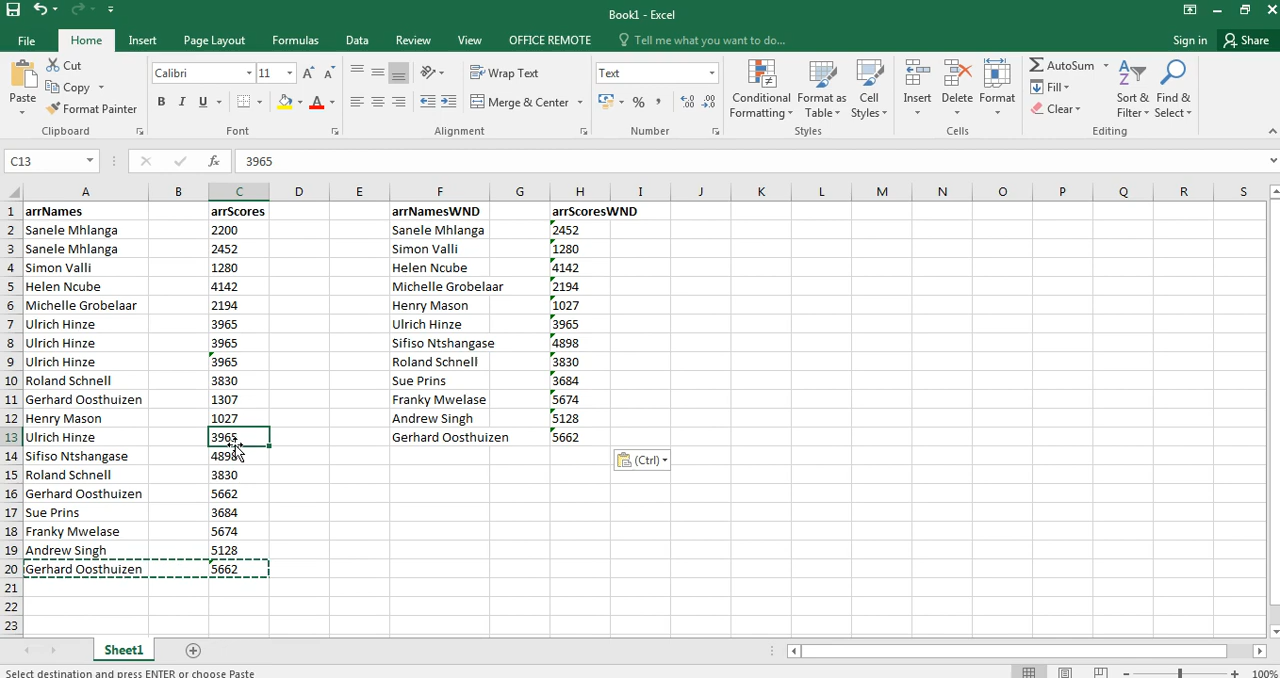 Book1 - Excel
File Home Insert Page Layout Formulas Data Review View OFFICE REMOTE Tell me what you want to do... Sign in Share
Paste Cut Copy Format Painter
Clipboard
Calibri 11
B I U A
Font
Wrap Text
Merge & Center
Alignment
Text
%
Number
Conditional Formatting Format as Table Cell Styles
Styles
Insert Delete Format
Cells
AutoSum
Fill
Clear
Sort & Filter Find & Select
Editing
C13 fx 3965
A B C D E F G H I J K L M N O P Q R S
1 arrNames arrScores arrNamesWND arrScoresWND
2 Sanele Mhlanga 2200 Sanele Mhlanga 2452
3 Sanele Mhlanga 2452 Simon Valli 1280
4 Simon Valli 1280 Helen Ncube 4142
5 Helen Ncube 4142 Michelle Grobelaar 2194
6 Michelle Grobelaar 2194 Henry Mason 1027
7 Ulrich Hinze 3965 Ulrich Hinze 3965
8 Ulrich Hinze 3965 Sifiso Ntshangase 4898
9 Ulrich Hinze 3965 Roland Schnell 3830
10 Roland Schnell 3830 Sue Prins 3684
11 Gerhard Oosthuizen 1307 Franky Mwelase 5674
12 Henry Mason 1027 Andrew Singh 5128
13 Ulrich Hinze 3965 Gerhard Oosthuizen 5662
14 Sifiso Ntshangase 4898 (Ctrl)
15 Roland Schnell 3830
16 Gerhard Oosthuizen 5662
17 Sue Prins 3684
18 Franky Mwelase 5674
19 Andrew Singh 5128
20 Gerhard Oosthuizen 5662
21
22
23
Sheet1
Select destination and press ENTER or choose Paste 100%